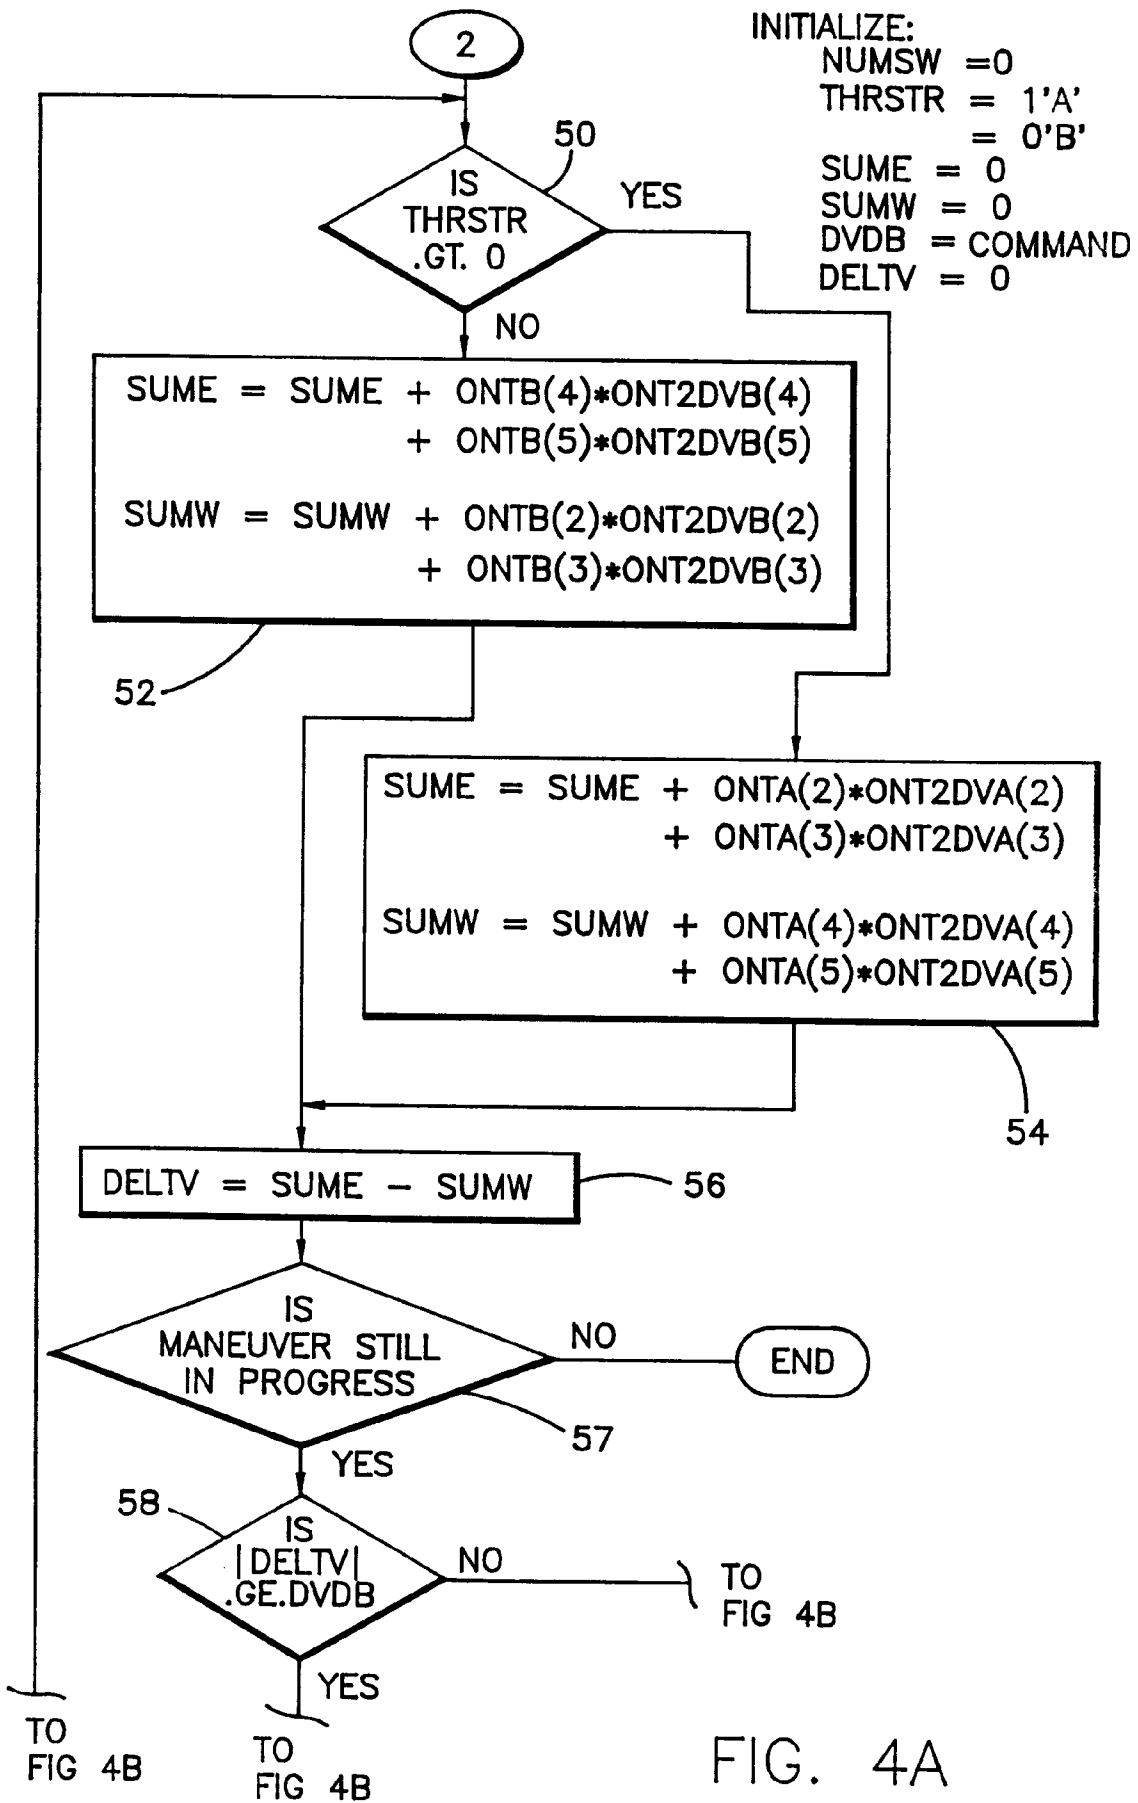 2
INITIALIZE:
NUMSW =0
THRSTR = 1'A'
= 0'B'
SUME = 0
SUMW = 0
DVDB = COMMAND
DELTV = 0
50
IS
THRSTR
.GT. 0
YES
NO
SUME = SUME + ONTB(4)*ONT2DVB(4)
+ ONTB(5)*ONT2DVB(5)
SUMW = SUMW + ONTB(2)*ONT2DVB(2)
+ ONTB(3)*ONT2DVB(3)
52
SUME = SUME + ONTA(2)*ONT2DVA(2)
+ ONTA(3)*ONT2DVA(3)
SUMW = SUMW + ONTA(4)*ONT2DVA(4)
+ ONTA(5)*ONT2DVA(5)
54
DELTV = SUME - SUMW
56
IS
MANEUVER STILL
IN PROGRESS
NO
END
57
YES
58
IS
|DELTV|
.GE.DVDB
NO
TO
FIG 4B
YES
TO
FIG 4B
TO
FIG 4B
FIG. 4A